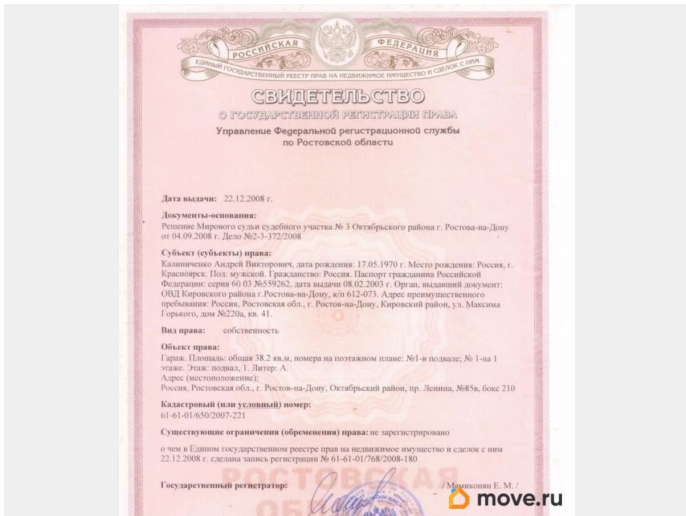 РОССИЙСКАЯ ФЕДЕРАЦИЯ
ЕДИНЫЙ ГОСУДАРСТВЕННЫЙ РЕЕСТР ПРАВ НА НЕДВИЖИМОЕ ИМУЩЕСТВО И СДЕЛОК С НИМ
СВИДЕТЕЛЬСТВО
О ГОСУДАРСТВЕННОЙ РЕГИСТРАЦИИ ПРАВА
Управление Федеральной регистрационной службы
по Ростовской области
Дата выдачи: 22.12.2008 г.
Документы-основания:
Решение Мирового судьи судебного участка № 3 Октябрьского района г. Ростова-на-Дону
от 04.09.2008 г. Дело №2-3-372/2008
Субъект (субъекты) права:
Калиниченко Андрей Викторович, дата рождения: 17.05.1970 г. Место рождения: Россия, г.
Красноярск. Пол: мужской. Гражданство: Россия. Паспорт гражданина Российской
Федерации: серия 60 03 №559262, дата выдачи 08.02.2003 г. Орган, выдавший документ:
ОВД Кировского района г.Ростова-на-Дону, к/п 612-073. Адрес преимущественного
пребывания: Россия, Ростовская обл., г. Ростов-на-Дону, Кировский район, ул. Максима
Горького, дом №220а, кв. 41.
Вид права: собственность
Объект права:
Гараж. Площадь: общая 38.2 кв.м, номера на поэтажном плане: №1-в подвале; № 1-на 1
этаже. Этаж: подвал, 1. Литер: А.
Адрес (местоположение):
Россия, Ростовская обл., г. Ростов-на-Дону, Октябрьский район, пр. Ленина, №85в, бокс 210
Кадастровый (или условный) номер:
61-61-01/650/2007-221
Существующие ограничения (обременения) права: не зарегистрировано
о чем в Едином государственном реестре прав на недвижимое имущество и сделок с ним
22.12.2008 г. сделана запись регистрации № 61-61-01/768/2008-180
РОСТОВСКАЯ
Государственный регистратор: Мамиконян Е. М. /
move.ru